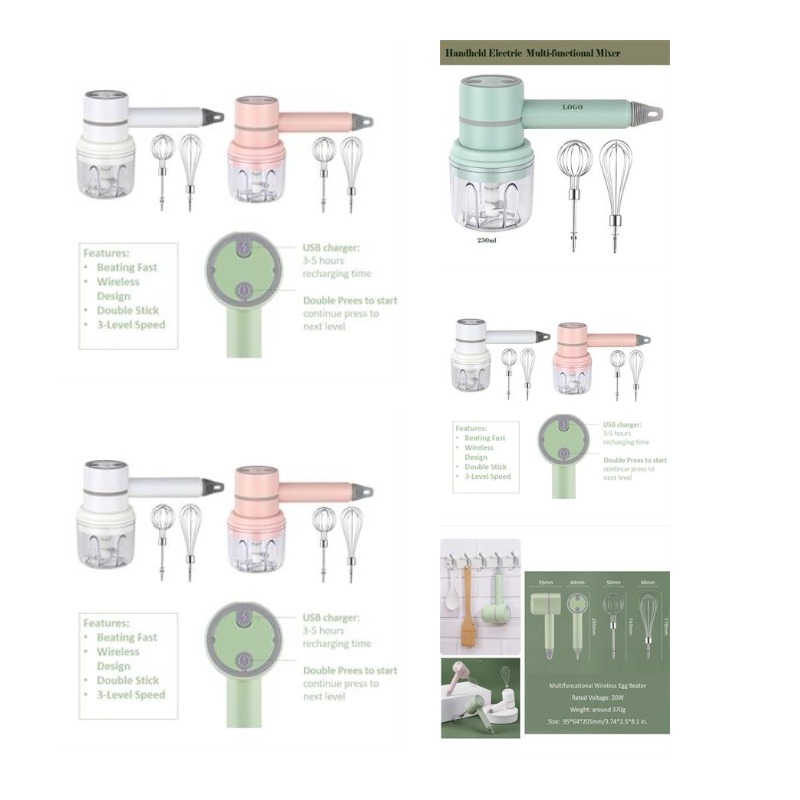 Handheld Electric Multi-functional Mixer
LOGO
250ml
Features:
• Beating Fast
• Wireless
Design
• Double Stick
• 3-Level Speed
USB charger:
3-5 hours
recharging time
Double Prees to start
continue press to
next level
Features:
• Beating Fast
• Wireless
Design
• Double Stick
• 3-Level Speed
USB charger:
3-5 hours
recharging time
Double Prees to start
continue press to
next level
Features:
• Beating Fast
• Wireless
Design
• Double Stick
• 3-Level Speed
USB charger:
3-5 hours
recharging time
Double Prees to start
continue press to
next level
50mm
60mm
Multifuncational Wireless Egg Beater
Rated Voltage: 20W
Weight: around 370g
Size: 95*64*205mm/3.74*2.5*8.1 in.